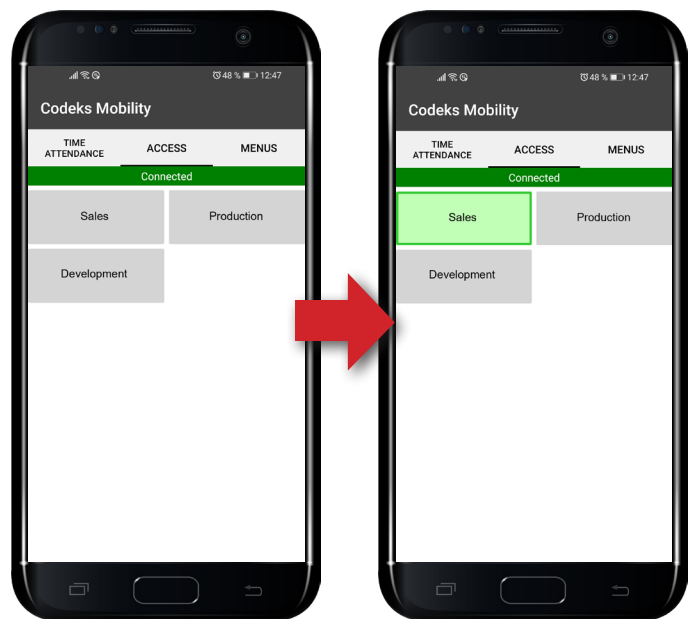 48 % 12:47
Codeks Mobility
TIME
ATTENDANCE
ACCESS
MENUS
Connected
Sales
Production
Development
48 % 12:47
Codeks Mobility
TIME
ATTENDANCE
ACCESS
MENUS
Connected
Sales
Production
Development